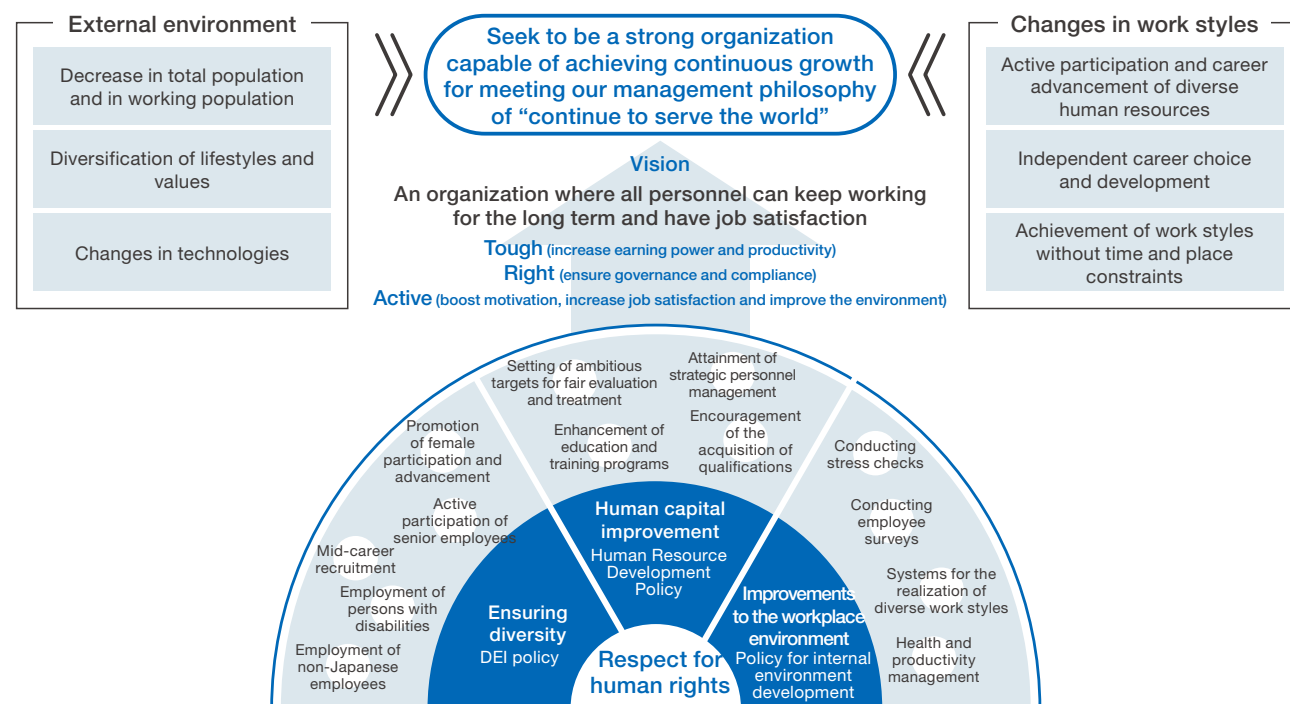 External environment
Decrease in total population
and in working population
Diversification of lifestyles and
values
Changes in technologies
Seek to be a strong organization
capable of achieving continuous growth
for meeting our management philosophy
of “continue to serve the world”
Changes in work styles
Active participation and career
advancement of diverse
human resources
Independent career choice
and development
Achievement of work styles
without time and place
constraints
Vision
An organization where all personnel can keep working
for the long term and have job satisfaction
Tough (increase earning power and productivity)
Right (ensure governance and compliance)
Active (boost motivation, increase job satisfaction and improve the environment)
Setting of ambitious
targets for fair evaluation
and treatment
Attainment of
strategic personnel
management
Enhancement of
education and
training programs
Encouragement
of the
acquisition of
qualifications
Promotion
of female
participation and
advancement
Active
participation of
senior employees
Mid-career
recruitment
Employment of
persons with
disabilities
Employment of
non-Japanese
employees
Conducting
stress checks
Conducting
employee
surveys
Systems for the
realization of
diverse work styles
Health and
productivity
management
Ensuring
diversity
DEI policy
Human capital
improvement
Human Resource
Development
Policy
Improvements
to the workplace
environment
Policy for internal
environment
development
Respect for
human rights